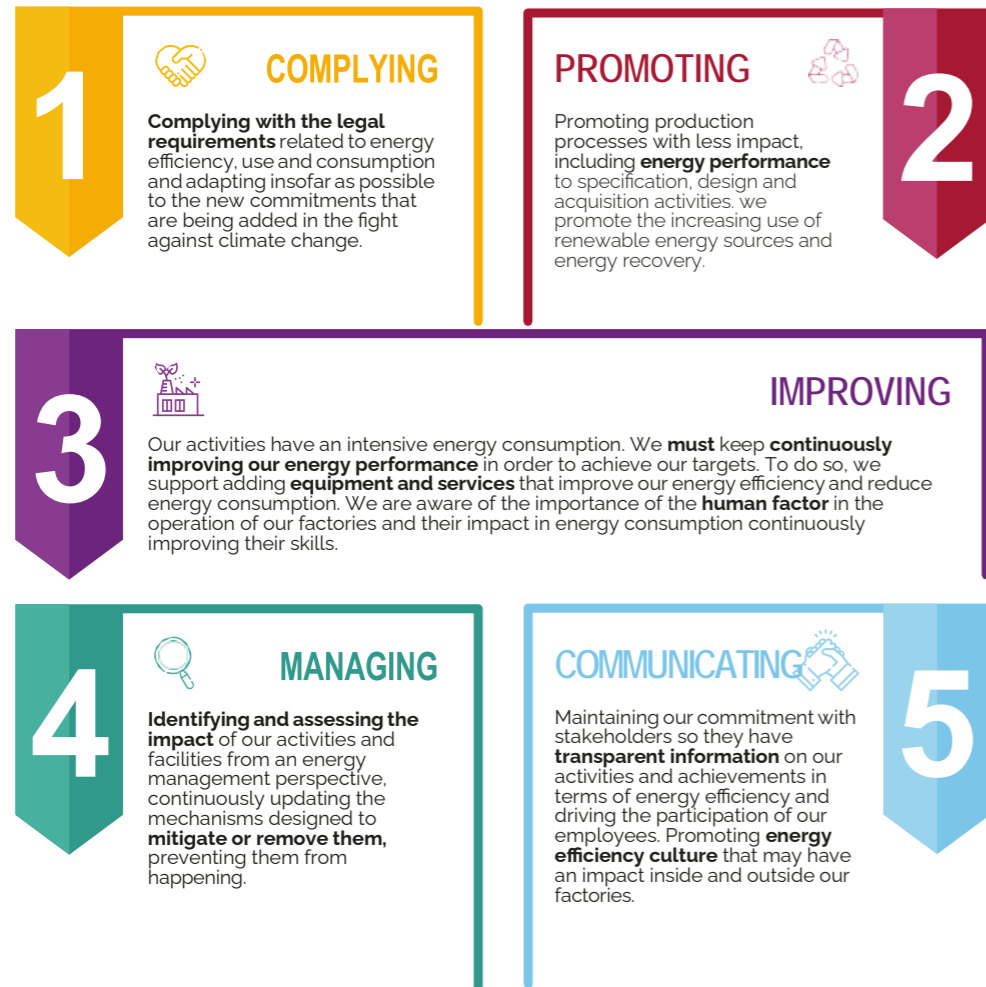 1
COMPLYING
Complying with the legal
requirements related to energy
efficiency, use and consumption
and adapting insofar as possible
to the new commitments that
are being added in the fight
against climate change.
PROMOTING
2
Promoting production
processes with less impact,
including energy performance
to specification, design and
acquisition activities. we
promote the increasing use of
renewable energy sources and
energy recovery.
3
IMPROVING
Our activities have an intensive energy consumption. We must keep continuously
improving our energy performance in order to achieve our targets. To do so, we
support adding equipment and services that improve our energy efficiency and reduce
energy consumption. We are aware of the importance of the human factor in the
operation of our factories and their impact in energy consumption continuously
improving their skills.
4
MANAGING
Identifying and assessing the
impact of our activities and
facilities from an energy
management perspective,
continuously updating the
mechanisms designed to
mitigate or remove them,
preventing them from
happening.
COMMUNICATING
5
Maintaining our commitment with
stakeholders so they have
transparent information on our
activities and achievements in
terms of energy efficiency and
driving the participation of our
employees. Promoting energy
efficiency culture that may have
an impact inside and outside our
factories.